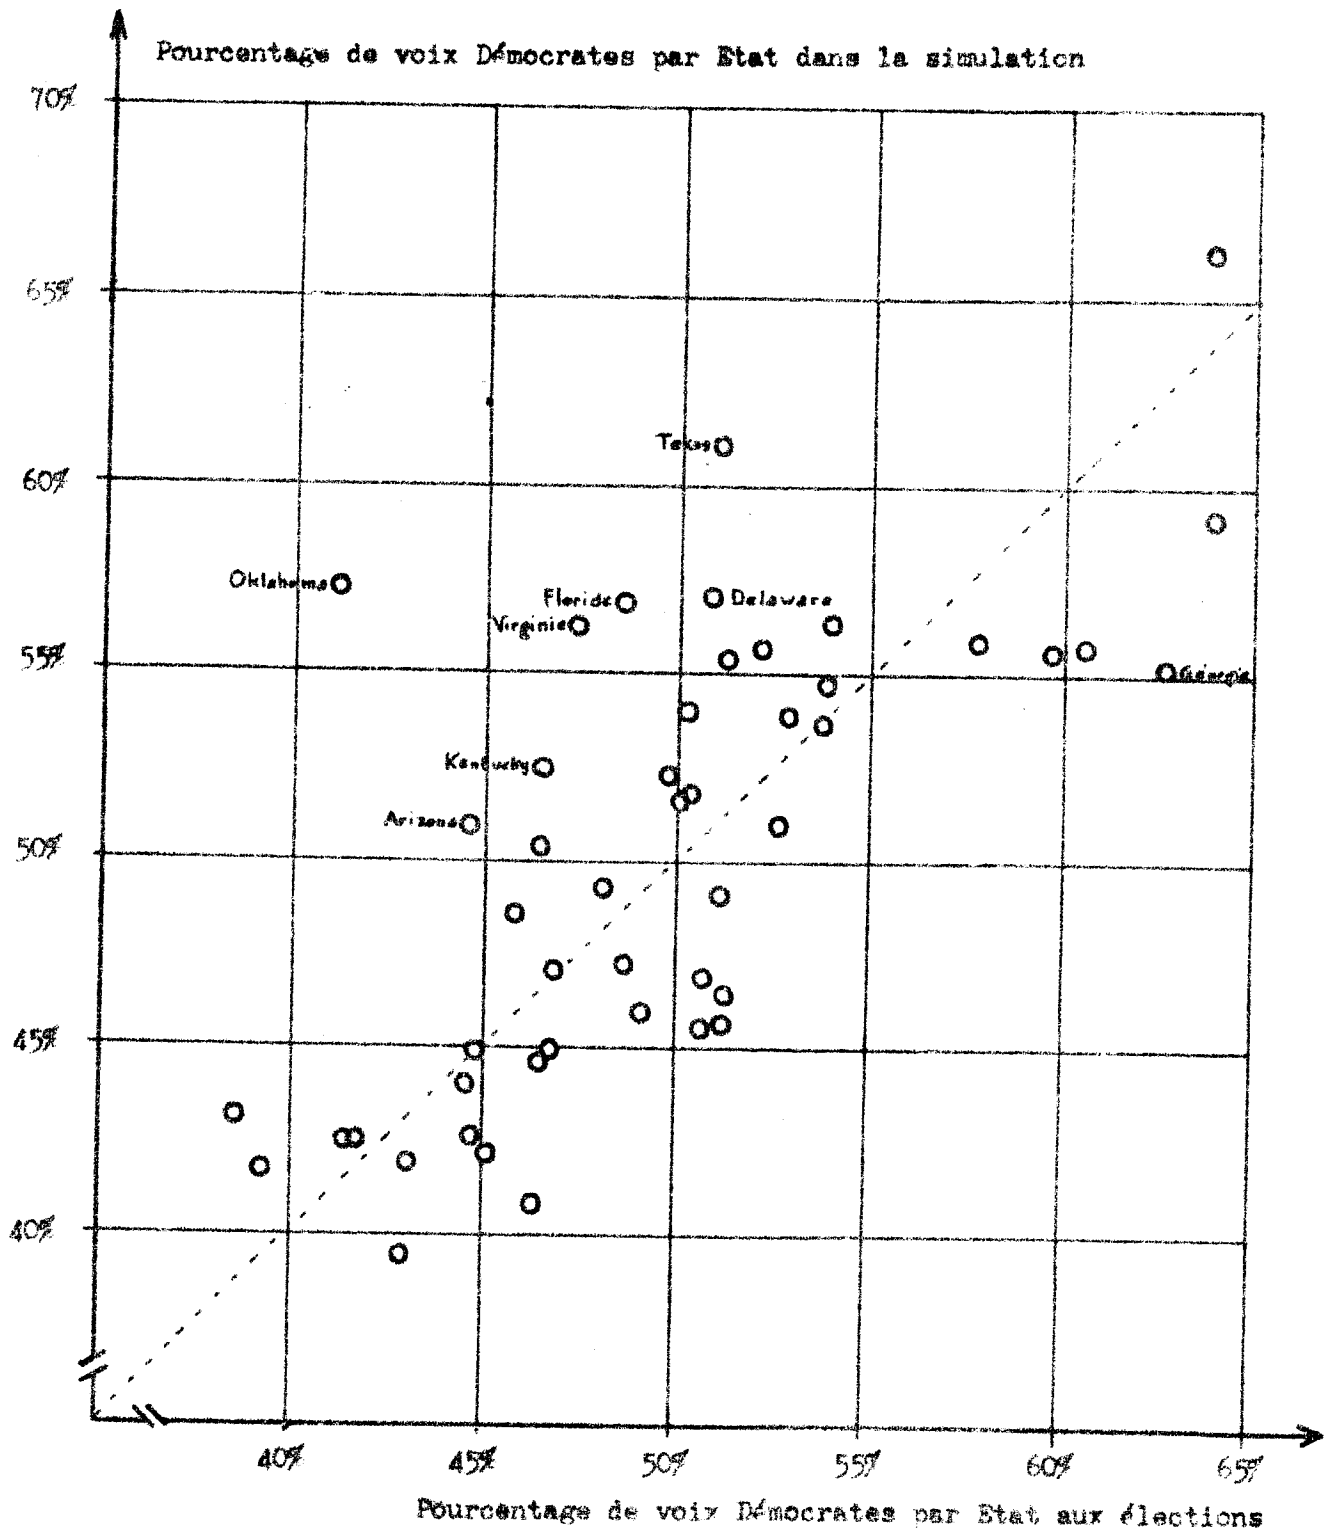 Pourcentage de voix Démocrates par Etat dans la simulation
70%
65%
Texas
60%
Oklahoma
Floride
Delaware
Virginie
55%
Géorgie
Kentucky
Arizona
50%
45%
40%
40% 45% 50% 55% 60% 65%
Pourcentage de voix Démocrates par Etat aux élections